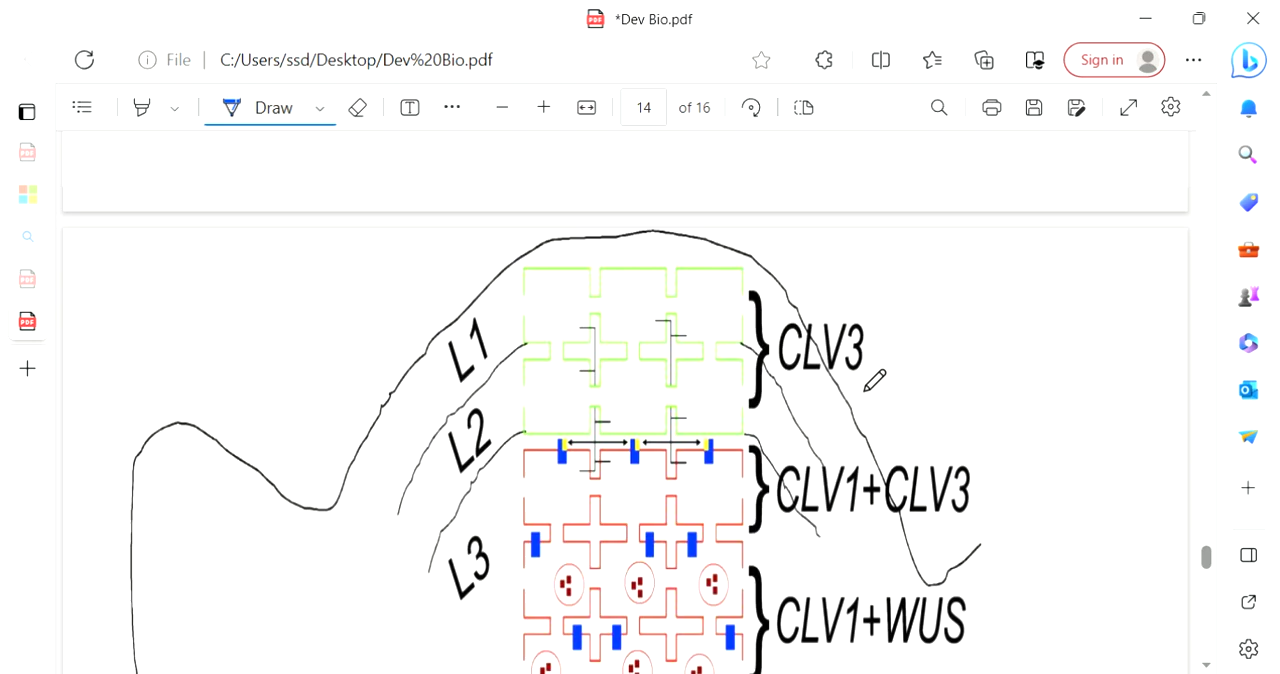 *Dev Bio.pdf
File
C:/Users/ssd/Desktop/Dev%20Bio.pdf
Sign in
Draw
14 of 16
L1
CLV3
L2
CLV1+CLV3
L3
CLV1+WUS